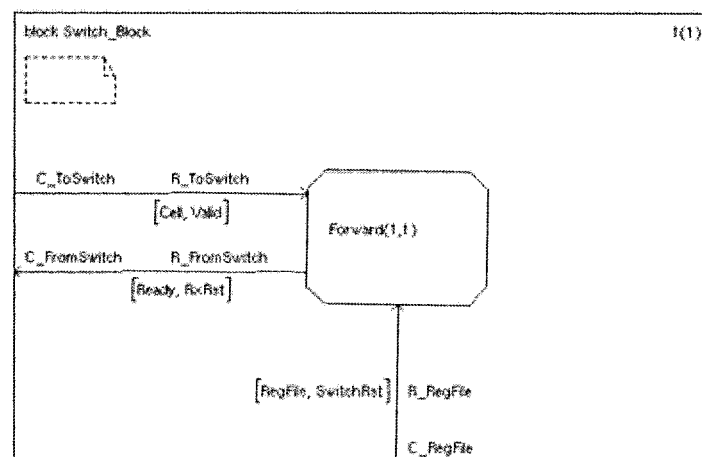 block Switch_Block 1(1)
C_ToSwitch R_ToSwitch
[Cell, Valid]
Forward(1,1)
C_FromSwitch R_FromSwitch
[Ready, RxRst]
[RegFile, SwitchRst] R_RegFile
C_RegFile